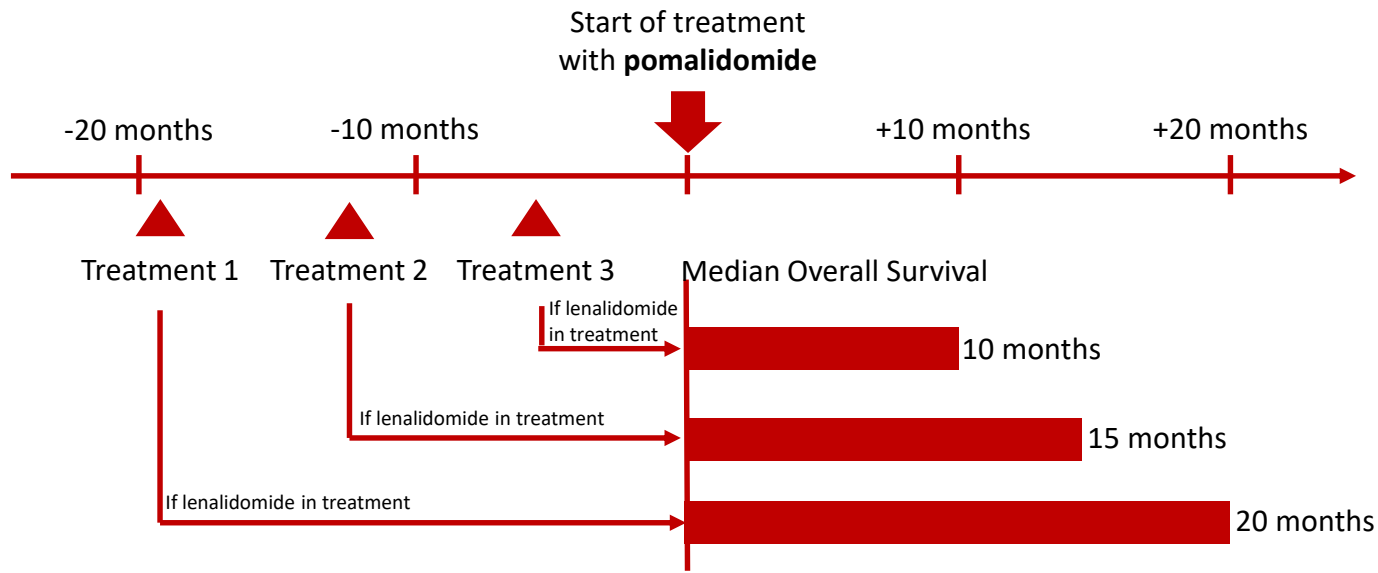 Start of treatment
with pomalidomide
-20 months
-10 months
+10 months
+20 months
Treatment 1
Treatment 2
Treatment 3
Median Overall Survival
If lenalidomide
in treatment
10 months
If lenalidomide in treatment
15 months
If lenalidomide in treatment
20 months